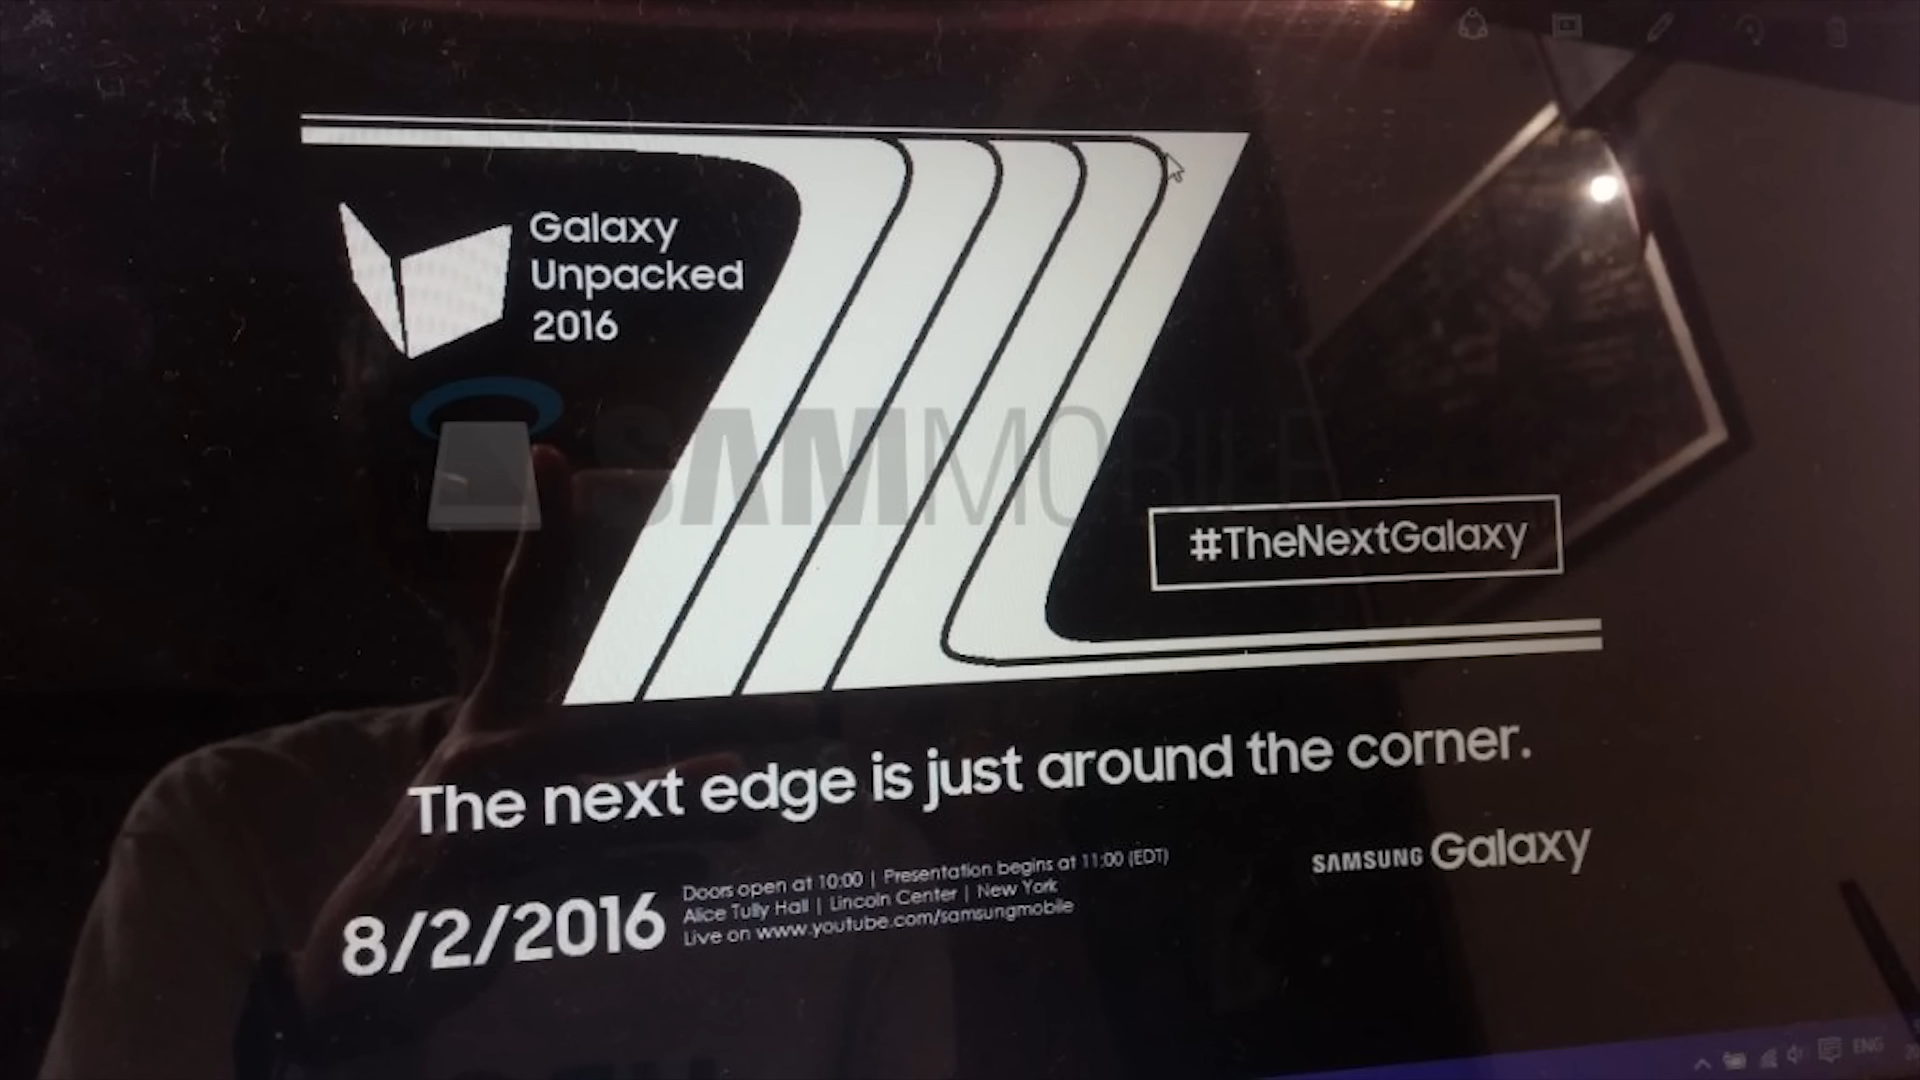 Galaxy
Unpacked
2016
SAMMOBILE
#TheNextGalaxy
The next edge is just around the corner.
8/2/2016
Doors open at 10:00 | Presentation begins at 11:00 (EDT)
Alice Tully Hall | Lincoln Center | New York
Live on www.youtube.com/samsungmobile
SAMSUNG Galaxy
ENG